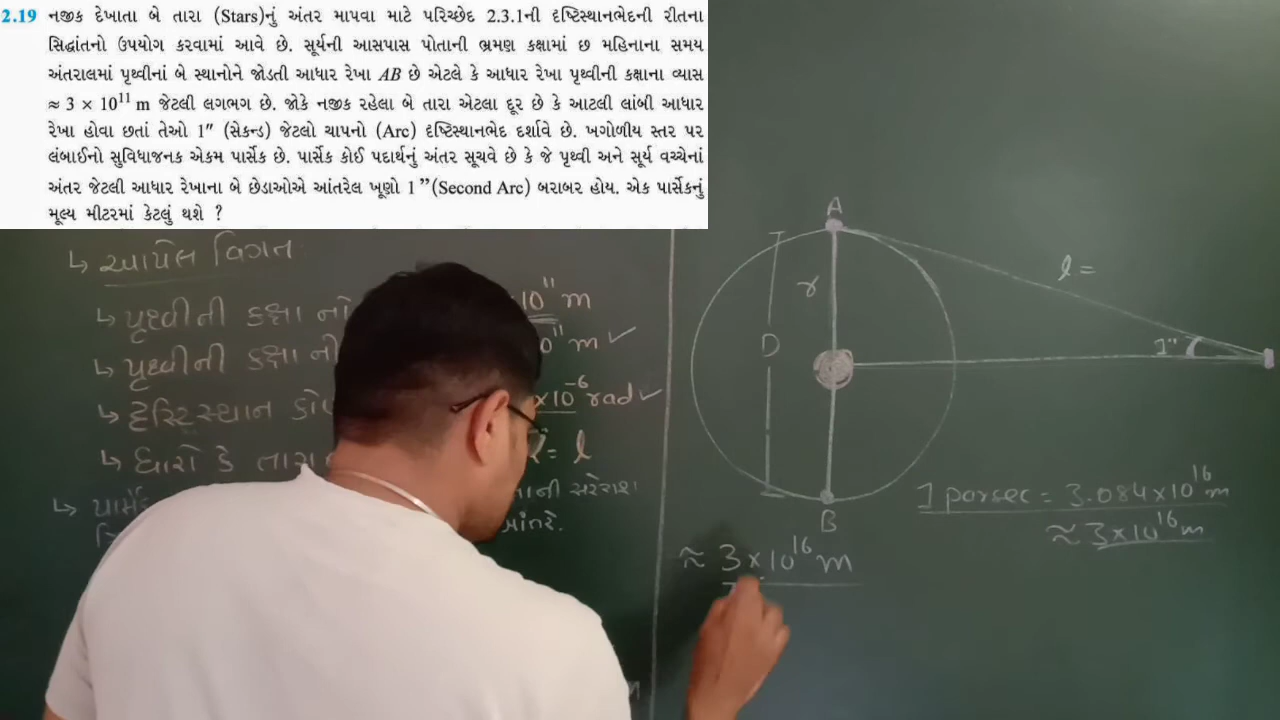 2.19 નજીક દેખાતા બે તારા (Stars)નું અંતર માપવા માટે પરિચ્છેદ 2.3.1ની દૃષ્ટિસ્થાનભેદની રીતના
સિદ્ધાંતનો ઉપયોગ કરવામાં આવે છે. સૂર્યની આસપાસ પોતાની ભ્રમણ કક્ષામાં છ મહિનાના સમય
અંતરાલમાં પૃથ્વીનાં બે સ્થાનોને જોડતી આધાર રેખા AB છે એટલે કે આધાર રેખા પૃથ્વીની કક્ષાના વ્યાસ
≈ 3 × 10¹¹ m જેટલી લગભગ છે. જોકે નજીક રહેલા બે તારા એટલા દૂર છે કે આટલી લાંબી આધાર
રેખા હોવા છતાં તેઓ 1″ (સેકન્ડ) જેટલો ચાપનો (Arc) દૃષ્ટિસ્થાનભેદ દર્શાવે છે. ખગોળીય સ્તર પર
લંબાઈનો સુવિધાજનક એકમ પાર્સેક છે. પાર્સેક કોઈ પદાર્થનું અંતર સૂચવે છે કે જે પૃથ્વી અને સૂર્ય વચ્ચેનાં
અંતર જેટલી આધાર રેખાના બે છેડાઓએ આંતરેલ ખૂણો 1 ”(Second Arc) બરાબર હોય. એક પાર્સેકનું
મૂલ્ય મીટરમાં કેટલું થશે ?
↳ આપેલ વિગત
↳ પૃથ્વીની કક્ષા નો 10¹¹ m
↳ પૃથ્વીની કક્ષા ની m ✓
↳ ×10⁻⁶ rad ✓
↳ ધારો કે = l
↳ ની સરેરાશ
આંતરે.
A
r
l =
D
1″
B
1 parsec = 3.084×10¹⁶ m
≈ 3×10¹⁶ m
≈ 3×10¹⁶ m